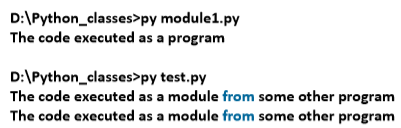 D:\Python_classes>py module1.py
The code executed as a program
D:\Python_classes>py test.py
The code executed as a module from some other program
The code executed as a module from some other program